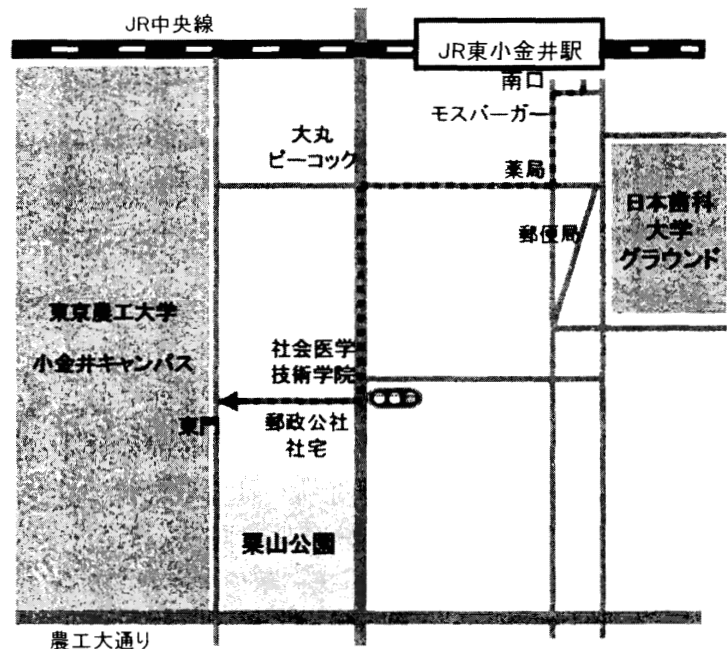 JR中央線
JR東小金井駅
南口
モスバーガー
大丸
ピーコック
薬局
日本歯科
大学
グラウンド
郵便局
東京農工大学
小金井キャンパス
社会医学
技術学院
東門
郵政公社
社宅
栗山公園
農工大通り